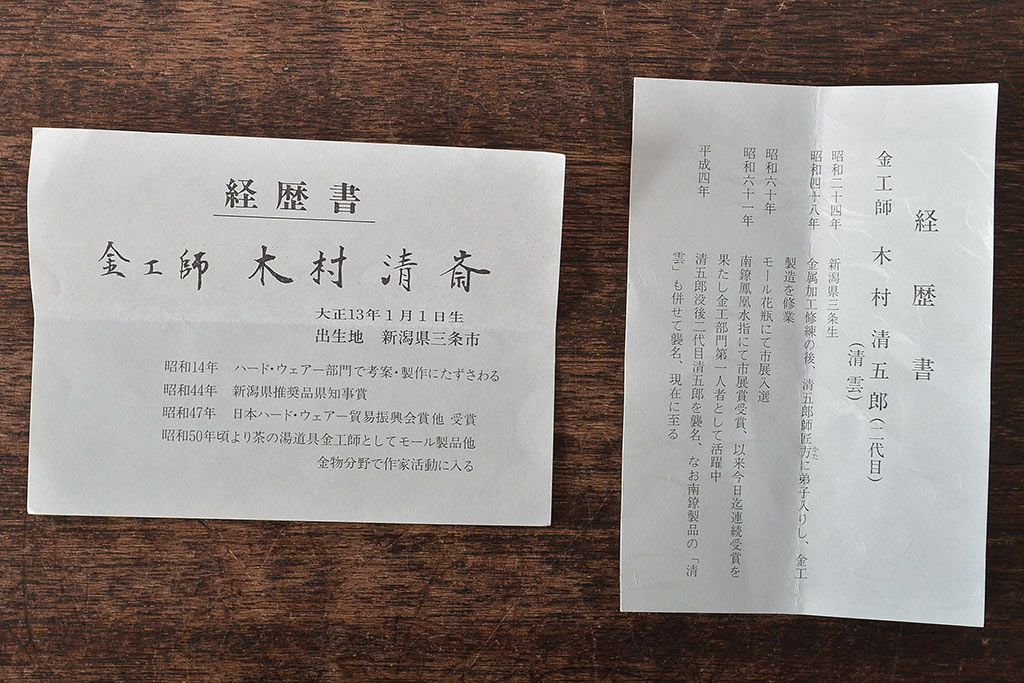 経歴書
金工師 木村 清斎
大正13年1月1日生
出生地 新潟県三条市
昭和14年 ハード・ウェアー部門で考案・製作にたずさわる
昭和44年 新潟県推奨品県知事賞
昭和47年 日本ハード・ウェアー貿易振興会賞他 受賞
昭和50年頃より茶の湯道具金工師としてモール製品他
金物分野で作家活動に入る
経歴書
金工師 木村 清五郎(二代目)
(清雲)
昭和二十四年 新潟県三条生
昭和四十八年 金属加工修練の後、清五郎師匠方に弟子入りし、金工
かた
製造を修業
昭和六十年 モール花瓶にて市展入選
昭和六十一年 南鐐鳳凰水指にて市展賞受賞、以来今日迄連続受賞を
果たし金工部門第一人者として活躍中
平成四年 清五郎没後二代目清五郎を襲名、なお南鐐製品の「清
雲」も併せて襲名、現在に至る